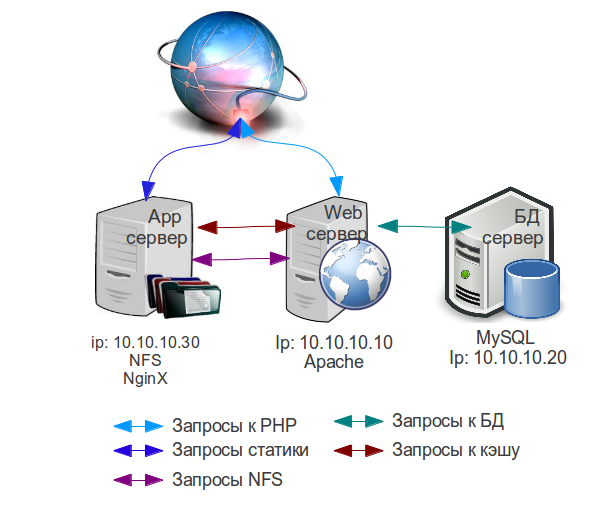 App
сервер
Web
сервер
БД
сервер
ip: 10.10.10.30
NFS
NginX
Ip: 10.10.10.10
Apache
MySQL
Ip: 10.10.10.20
Запросы к PHP
Запросы статики
Запросы NFS
Запросы к БД
Запросы к кэшу